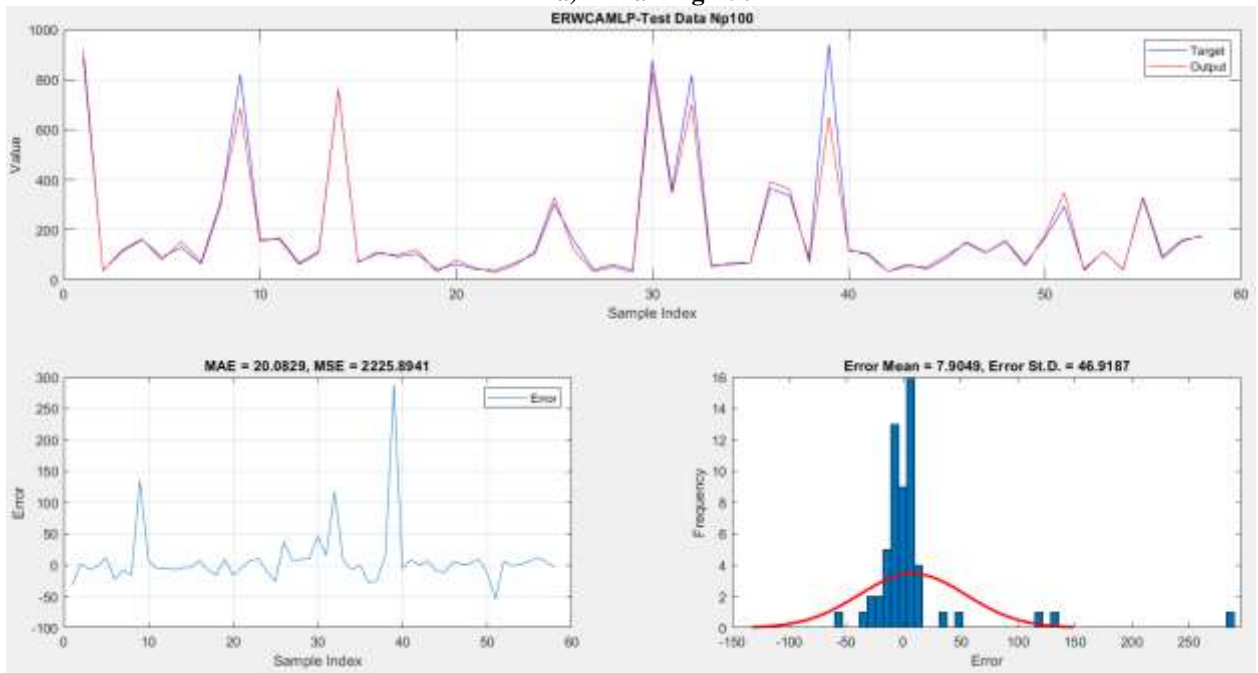 ERWCAMLP-Test Data Np100
1000
800
600
400
200
0
Value
Target
Output
0 10 20 30 40 50 60
Sample Index
MAE = 20.0829, MSE = 2225.8941
300
250
200
150
100
50
0
-50
-100
Error
Error
0 10 20 30 40 50 60
Sample Index
Error Mean = 7.9049, Error St.D. = 46.9187
16
14
12
10
8
6
4
2
0
Frequency
-150 -100 -50 0 50 100 150 200 250
Error